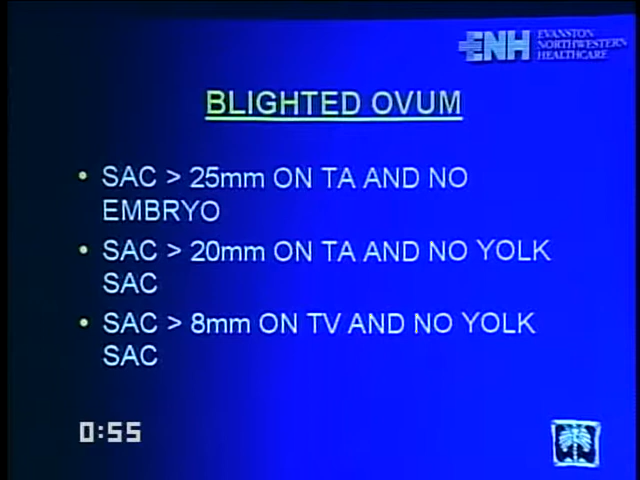 ENH EVANSTON
NORTHWESTERN
HEALTHCARE
BLIGHTED OVUM
• SAC > 25mm ON TA AND NO
EMBRYO
• SAC > 20mm ON TA AND NO YOLK
SAC
• SAC > 8mm ON TV AND NO YOLK
SAC
0:55